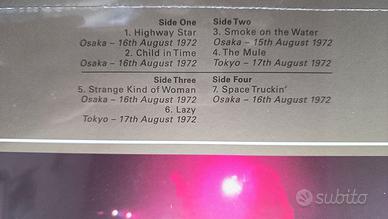 Side One
1. Highway Star
Osaka – 16th August 1972
2. Child in Time
Osaka – 16th August 1972
Side Two
3. Smoke on the Water
Osaka – 15th August 1972
4. The Mule
Tokyo – 17th August 1972
Side Three
5. Strange Kind of Woman
Osaka – 16th August 1972
6. Lazy
Tokyo – 17th August 1972
Side Four
7. Space Truckin'
Osaka – 16th August 1972
subito